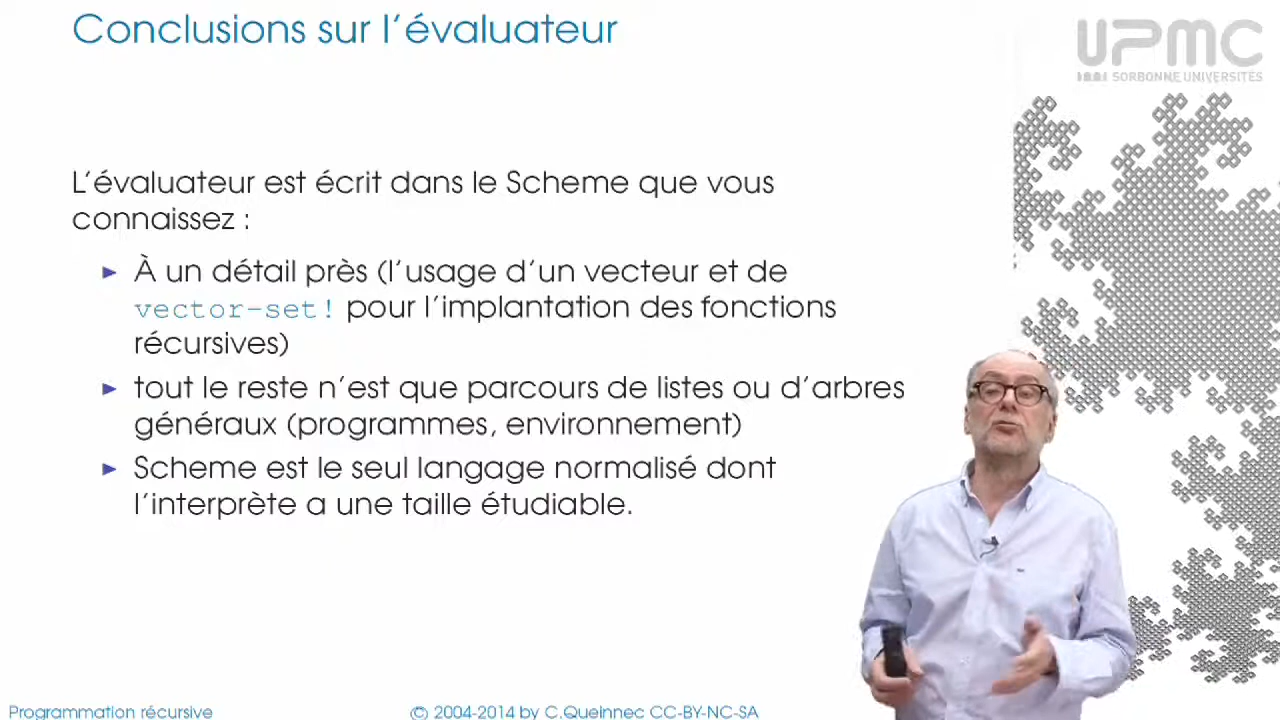 Conclusions sur l'évaluateur
UPMC
SORBONNE UNIVERSITÉS
L'évaluateur est écrit dans le Scheme que vous
connaissez :
► À un détail près (l'usage d'un vecteur et de
vector-set! pour l'implantation des fonctions
récursives)
► tout le reste n'est que parcours de listes ou d'arbres
généraux (programmes, environnement)
► Scheme est le seul langage normalisé dont
l'interprète a une taille étudiable.
Programmation récursive
© 2004-2014 by C.Queinnec CC-BY-NC-SA